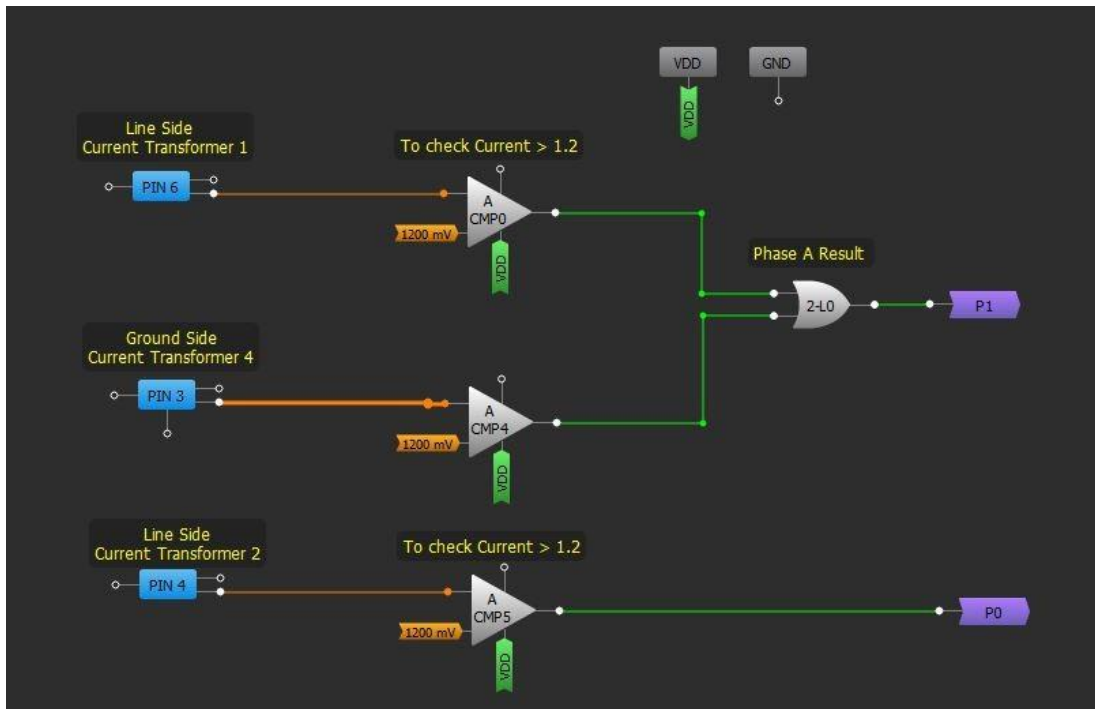 VDD
GND
VDD
Line Side
Current Transformer 1
To check Current > 1.2
PIN 6
A
CMP0
1200 mV
VDD
Phase A Result
2-L0
P1
Ground Side
Current Transformer 4
PIN 3
A
CMP4
1200 mV
VDD
Line Side
Current Transformer 2
To check Current > 1.2
PIN 4
A
CMP5
1200 mV
P0
VDD